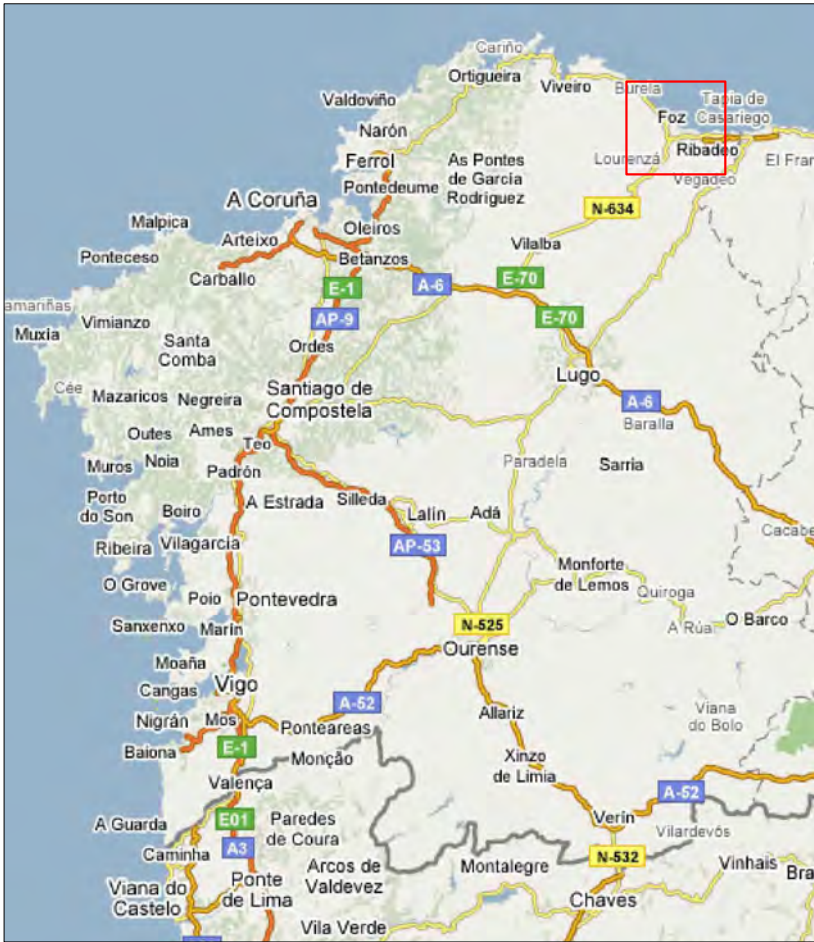 Cariño
Ortigueira
Viveiro
Burela
Valdoviño
Tapia de
Casariego
Foz
Narón
Ferrol
As Pontes
de Garcia
Rodriguez
Lourenzá
Ribadeo
El Fran
Vegadeo
Pontedeume
A Coruña
N-634
Malpica
Oleiros
Arteixo
Vilalba
Ponteceso
Betanzos
Carballo
E-70
E-1
A-6
amariñas
E-70
AP-9
Vimianzo
Muxia
Santa
Comba
Ordes
Lugo
Cée
Mazaricos
Negreira
Santiago de
Compostela
A-6
Baralla
Outes
Ames
Teo
Muros
Noia
Padrón
Paradela
Sarria
Porto
do Son
Boiro
A Estrada
Silleda
Lalín
Adá
Cacabe
Ribeira
Vilagarcia
AP-53
Monforte
de Lemos
O Grove
Poio
Pontevedra
Quiroga
Sanxenxo
Marín
N-525
A Rúa
O Barco
Ourense
Moaña
Cangas
Vigo
A-52
Viana
do Bolo
Nigrán
Mos
Ponteareas
Allariz
Baiona
E-1
Monção
Xinzo
de Limia
Valença
A-52
A Guarda
E01
Paredes
de Coura
Verín
Vilardevós
Caminha
A3
N-532
Arcos de
Valdevez
Montalegre
Vinhais
Bra
Viana do
Castelo
Ponte
de Lima
Chaves
Vila Verde